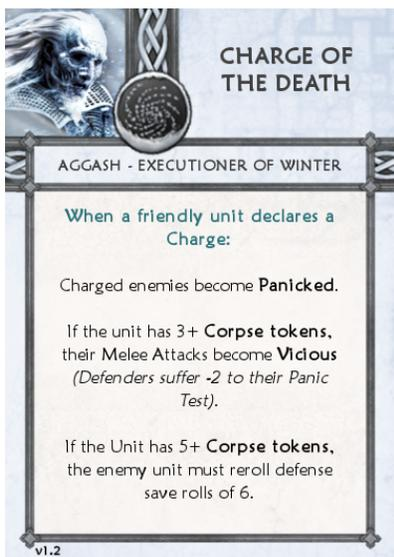 CHARGE OF
THE DEATH
AGGASH - EXECUTIONER OF WINTER
When a friendly unit declares a
Charge:
Charged enemies become Panicked.
If the unit has 3+ Corpse tokens,
their Melee Attacks become Vicious
(Defenders suffer -2 to their Panic
Test).
If the Unit has 5+ Corpse tokens,
the enemy unit must reroll defense
save rolls of 6.
v1.2